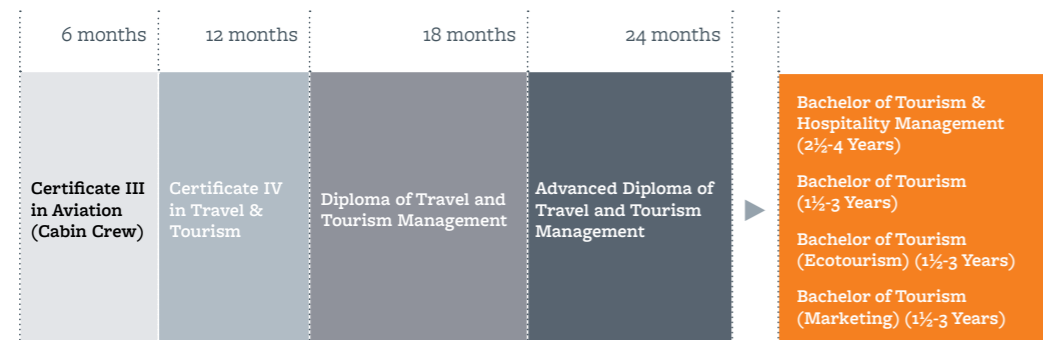 6 months
12 months
18 months
24 months
Certificate III
in Aviation
(Cabin Crew)
Certificate IV
in Travel &
Tourism
Diploma of Travel and
Tourism Management
Advanced Diploma of
Travel and Tourism
Management
Bachelor of Tourism &
Hospitality Management
(2½-4 Years)
Bachelor of Tourism
(1½-3 Years)
Bachelor of Tourism
(Ecotourism) (1½-3 Years)
Bachelor of Tourism
(Marketing) (1½-3 Years)